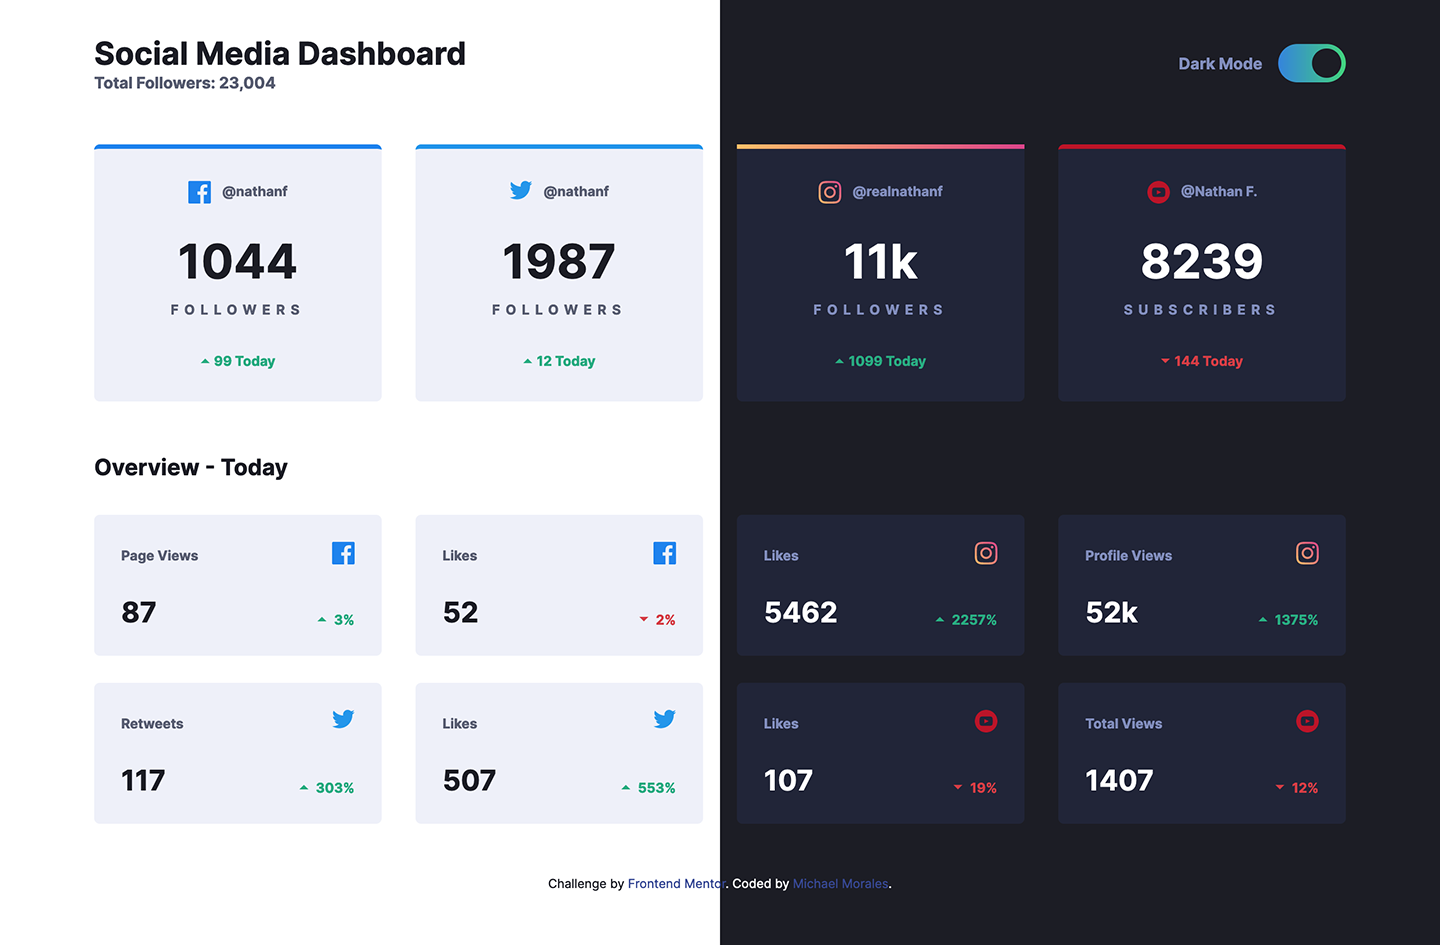 Social Media Dashboard
Total Followers: 23,004
Dark Mode
@nathanf
1044
FOLLOWERS
99 Today
@nathanf
1987
FOLLOWERS
12 Today
@realnathanf
11k
FOLLOWERS
1099 Today
@Nathan F.
8239
SUBSCRIBERS
144 Today
Overview - Today
Page Views
87
3%
Likes
52
2%
Likes
5462
2257%
Profile Views
52k
1375%
Retweets
117
303%
Likes
507
553%
Likes
107
19%
Total Views
1407
12%
Challenge by Frontend Mentor. Coded by Michael Morales.